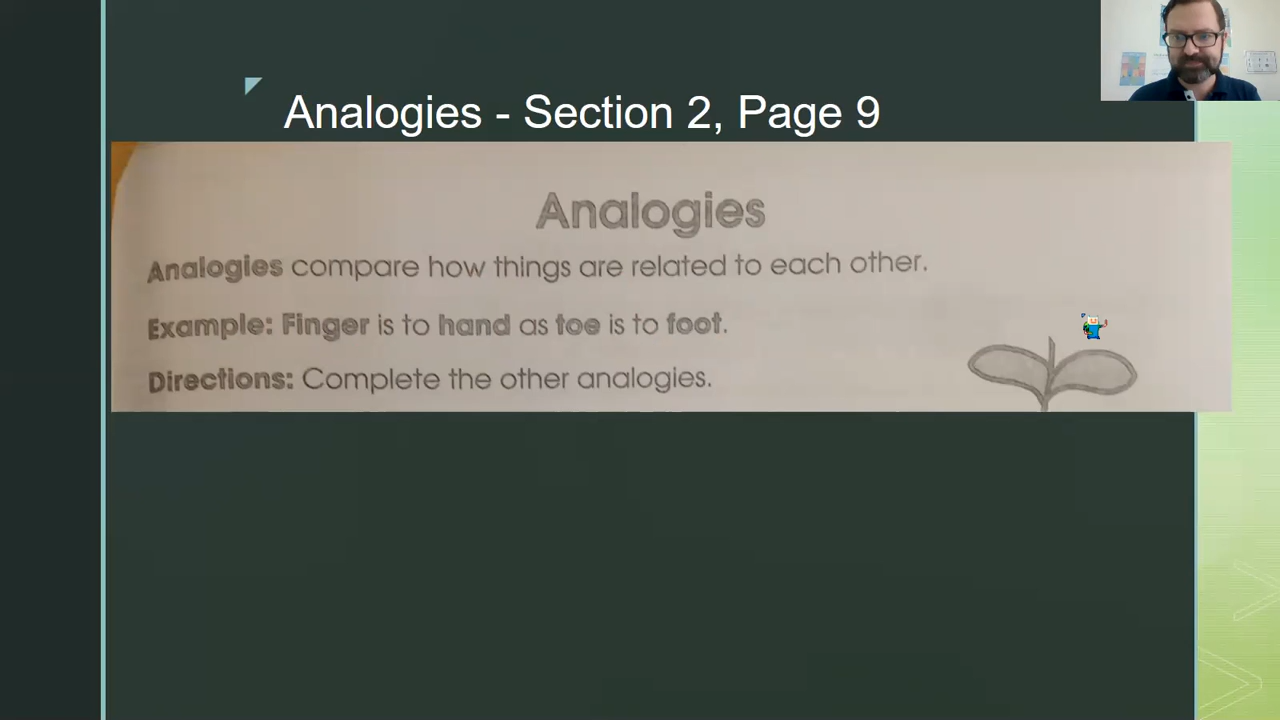 Analogies - Section 2, Page 9
Analogies
Analogies compare how things are related to each other.
Example: Finger is to hand as toe is to foot.
Directions: Complete the other analogies.